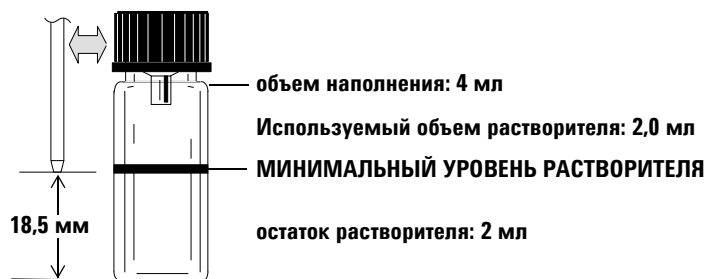 объем наполнения: 4 мл
Используемый объем растворителя: 2,0 мл
МИНИМАЛЬНЫЙ УРОВЕНЬ РАСТВОРИТЕЛЯ
18,5 мм
остаток растворителя: 2 мл